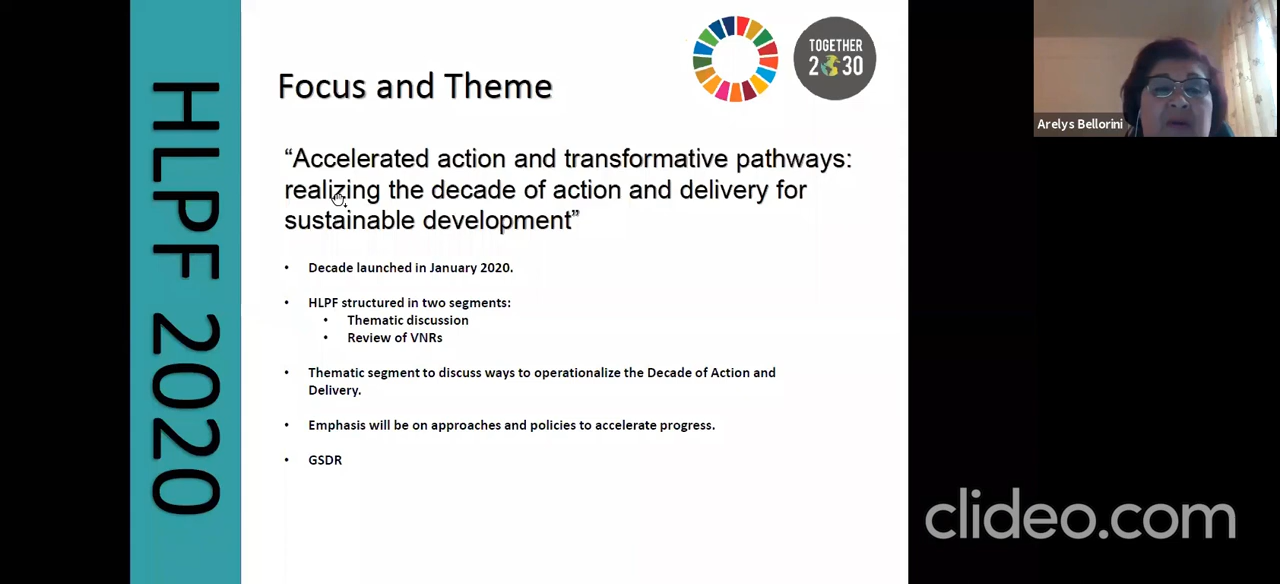 HLPF 2020
Focus and Theme
TOGETHER
2030
“Accelerated action and transformative pathways:
realizing the decade of action and delivery for
sustainable development”
• Decade launched in January 2020.
• HLPF structured in two segments:
• Thematic discussion
• Review of VNRs
• Thematic segment to discuss ways to operationalize the Decade of Action and
Delivery.
• Emphasis will be on approaches and policies to accelerate progress.
• GSDR
Arelys Bellorini
clideo.com